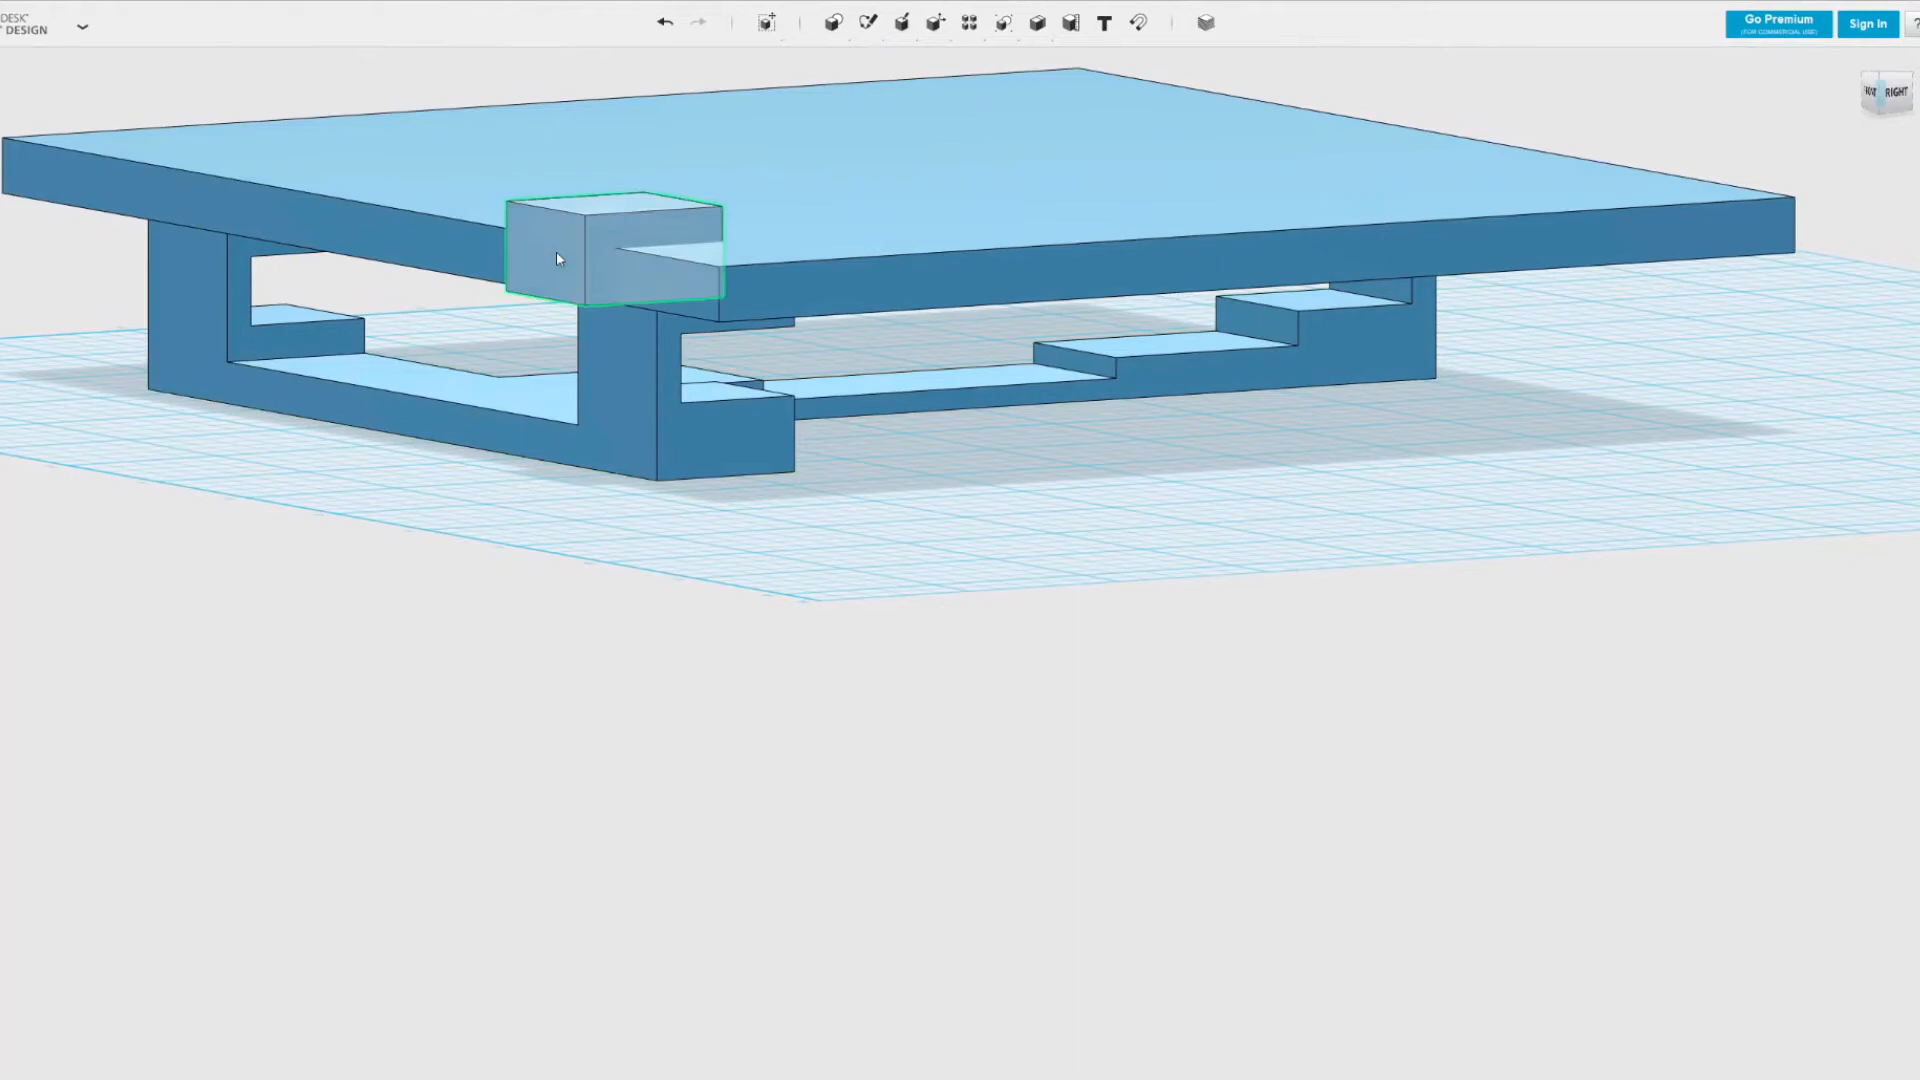 DESK
DESIGN
Go Premium
(FOR COMMERCIAL USE)
Sign In
?
RIGHT
T